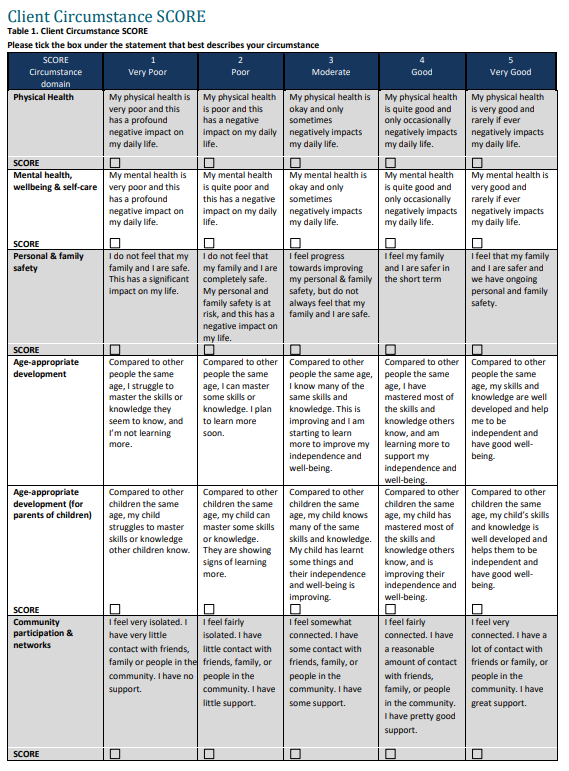 Client Circumstance SCORE
Table 1. Client Circumstance SCORE
Please tick the box under the statement that best describes your circumstance
SCORE
Circumstance
domain
1
Very Poor
2
Poor
3
Moderate
4
Good
5
Very Good
Physical Health
My physical health is
very poor and this
has a profound
negative impact on
my daily life.
My physical health
is poor and this
has a negative
impact on my daily
life.
My physical health is
okay and only
sometimes
negatively impacts
my daily life.
My physical health
is quite good and
only occasionally
negatively impacts
my daily life.
My physical health
is very good and
rarely if ever
negatively impacts
my daily life.
SCORE
Mental health,
wellbeing & self-care
My mental health is
very poor and this
has a profound
negative impact on
my daily life.
My mental health
is quite poor and
this has a negative
impact on my daily
life.
My mental health is
okay and only
sometimes
negatively impacts
my daily life.
My mental health
is quite good and
only occasionally
negatively impacts
my daily life.
My mental health is
very good and
rarely if ever
negatively impacts
my daily life.
SCORE
Personal & family
safety
I do not feel that my
family and I are safe.
This has a significant
impact on my life.
I do not feel that
my family and I are
completely safe.
My personal and
family safety is at
risk, and this has a
negative impact on
my life.
I feel progress
towards improving
my personal & family
safety, but do not
always feel that my
family and I are safe.
I feel my family
and I are safer in
the short term
I feel that my family
and I are safer and
we have ongoing
personal and family
safety.
SCORE
Age-appropriate
development
Compared to other
people the same
age, I struggle to
master the skills or
knowledge they
seem to know, and
I'm not learning
more.
Compared to other
people the same
age, I can master
some skills or
knowledge. I plan
to learn more
soon.
Compared to other
people the same age,
I know many of the
same skills and
knowledge. This is
improving and I am
starting to learn
more to improve my
independence and
well-being.
Compared to other
people the same
age, I have
mastered most of
the skills and
knowledge others
know, and am
learning more to
support my
independence and
well-being.
Compared to other
people the same
age, my skills and
knowledge are well
developed and help
me to be
independent and
have good well-
being.
Age-appropriate
development (for
parents of children)
Compared to other
children the same
age, my child
struggles to master
skills or knowledge
other children know.
Compared to other
children the same
age, my child can
master some skills
or knowledge.
They are showing
signs of learning
more.
Compared to other
children the same
age, my child knows
many of the same
skills and knowledge.
My child has learnt
some things and
their independence
and well-being is
improving.
Compared to other
children the same
age, my child has
mastered most of
the skills and
knowledge others
know, and is
improving their
independence and
well-being.
Compared to other
children the same
age, my child's skills
and knowledge is
well developed and
helps them to be
independent and
have good well-
being.
SCORE
Community
participation &
networks
I feel very isolated. I
have very little
contact with friends,
family or people in the
community. I have no
support.
I feel fairly
isolated. I have
little contact with
friends, family, or
people in the
community. I have
little support.
I feel somewhat
connected. I have
some contact with
friends, family, or
people in the
community. I have
some support.
I feel fairly
connected. I have
a reasonable
amount of contact
with friends,
family, or people
in the community.
I have pretty good
support.
I feel very
connected. I have a
lot of contact with
friends or family, or
people in the
community. I have
great support.
SCORE